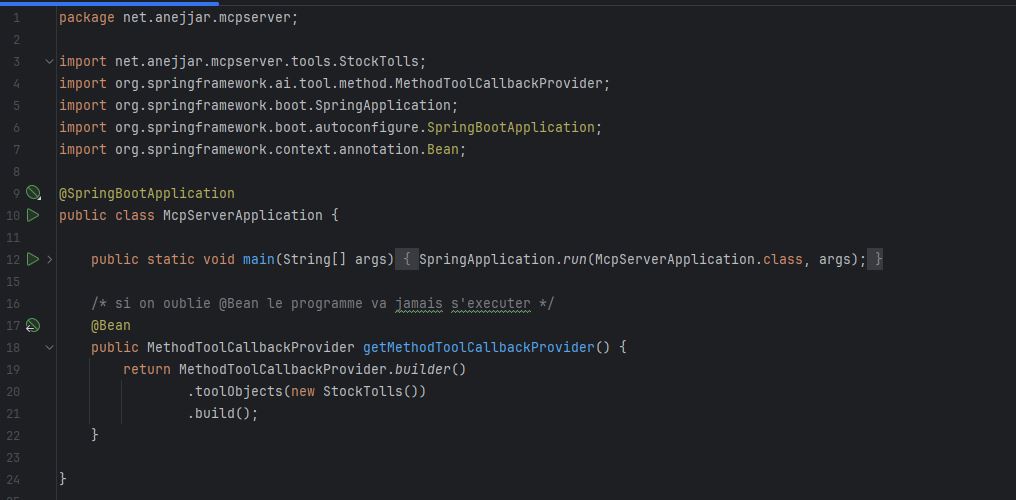 1 package net.anejjar.mcpserver;
2
3 import net.anejjar.mcpserver.tools.StockTolls;
4 import org.springframework.ai.tool.method.MethodToolCallbackProvider;
5 import org.springframework.boot.SpringApplication;
6 import org.springframework.boot.autoconfigure.SpringBootApplication;
7 import org.springframework.context.annotation.Bean;
8
9 @SpringBootApplication
10 public class McpServerApplication {
11
12 public static void main(String[] args) { SpringApplication.run(McpServerApplication.class, args); }
15
16 /* si on oublie @Bean le programme va jamais s'executer */
17 @Bean
18 public MethodToolCallbackProvider getMethodToolCallbackProvider() {
19 return MethodToolCallbackProvider.builder()
20 .toolObjects(new StockTolls())
21 .build();
22 }
23
24 }